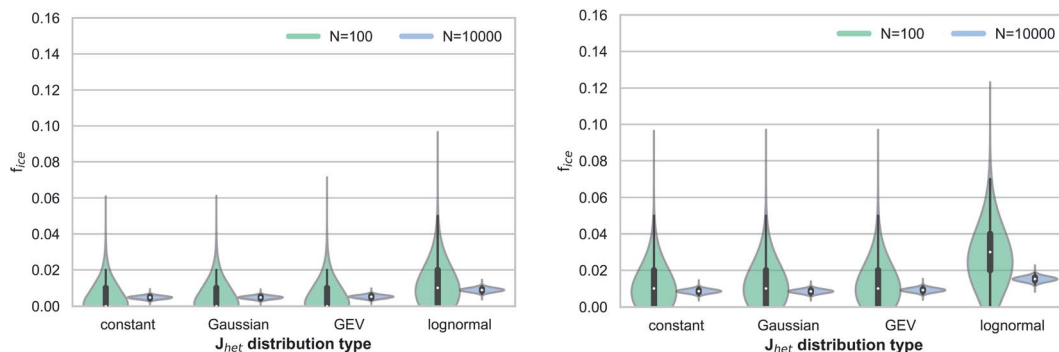 0.16
0.14
0.12
0.10
0.08
0.06
0.04
0.02
0.00
f_ice
N=100 N=10000
constant Gaussian GEV lognormal
J_het distribution type
0.16
0.14
0.12
0.10
0.08
0.06
0.04
0.02
0.00
f_ice
N=100 N=10000
constant Gaussian GEV lognormal
J_het distribution type